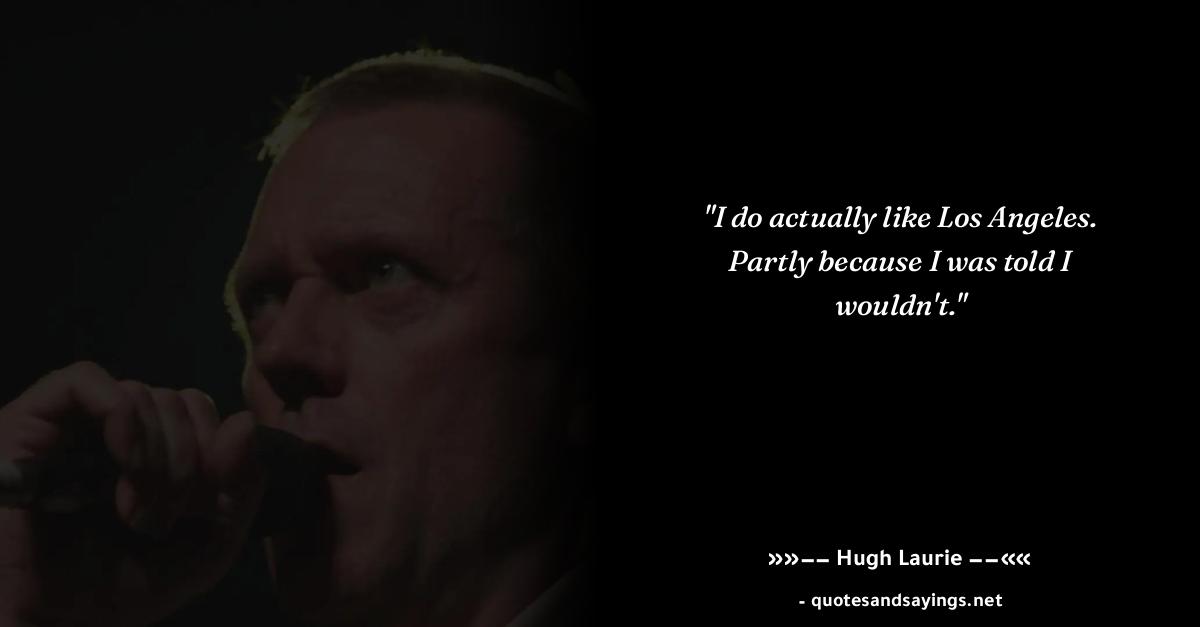 "I do actually like Los Angeles.
Partly because I was told I
wouldn't."
»»−− Hugh Laurie −−««
- quotesandsayings.net